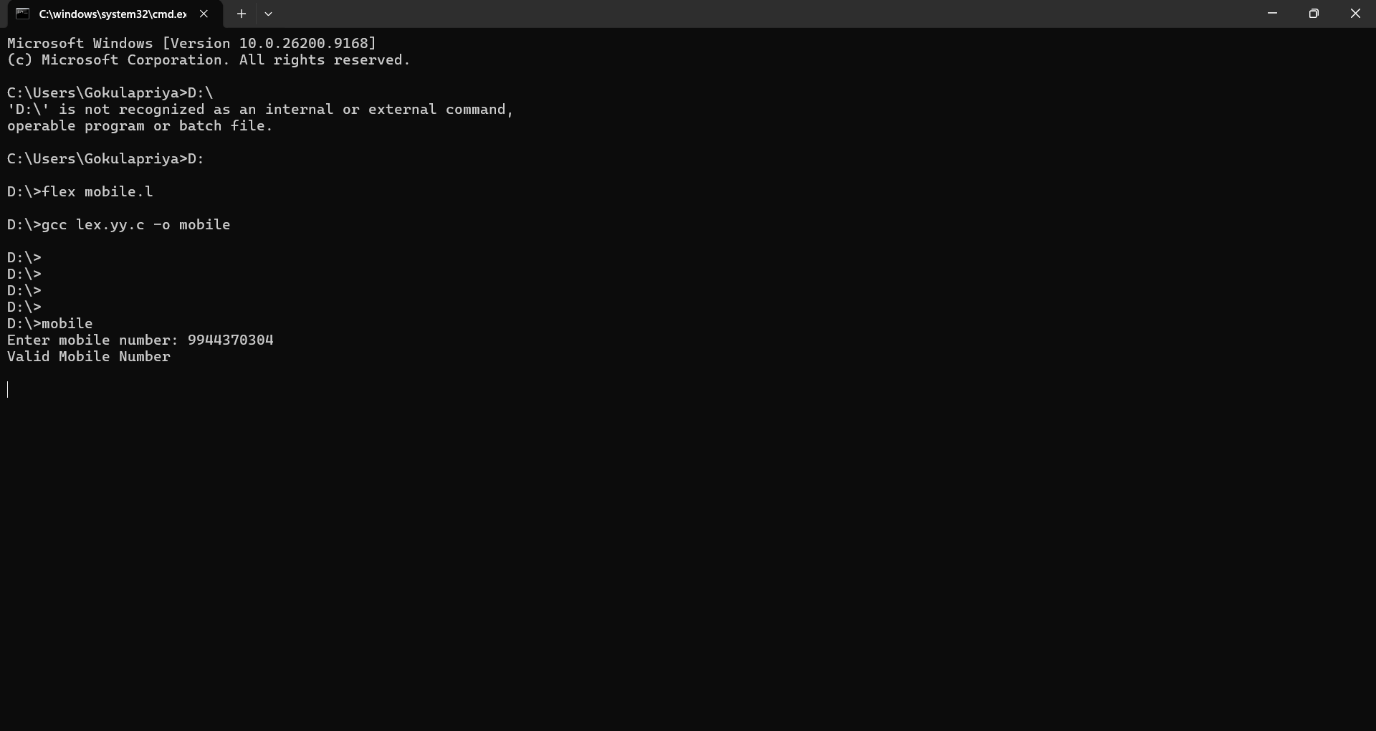 C:\windows\system32\cmd.ex
Microsoft Windows [Version 10.0.26200.9168]
(c) Microsoft Corporation. All rights reserved.
C:\Users\Gokulapriya>D:\
'D:\' is not recognized as an internal or external command,
operable program or batch file.
C:\Users\Gokulapriya>D:
D:\>flex mobile.l
D:\>gcc lex.yy.c -o mobile
D:\>
D:\>
D:\>
D:\>
D:\>mobile
Enter mobile number: 9944370304
Valid Mobile Number